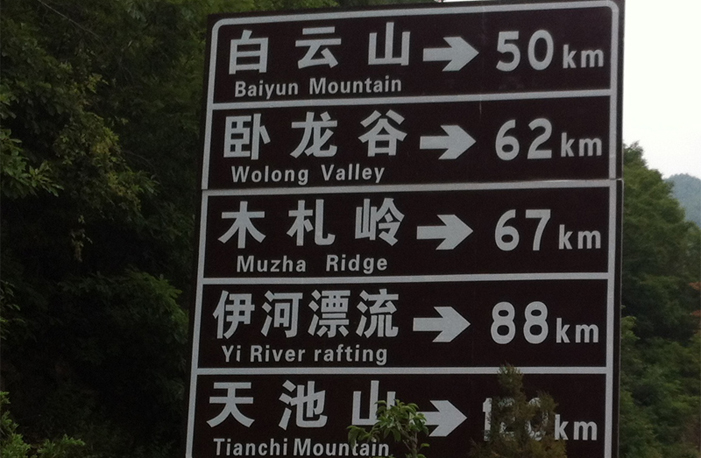 白云山 → 50km
Baiyun Mountain
卧龙谷 → 62km
Wolong Valley
木札岭 → 67km
Muzha Ridge
伊河漂流 → 88km
Yi River rafting
天池山 → km
Tianchi Mountain